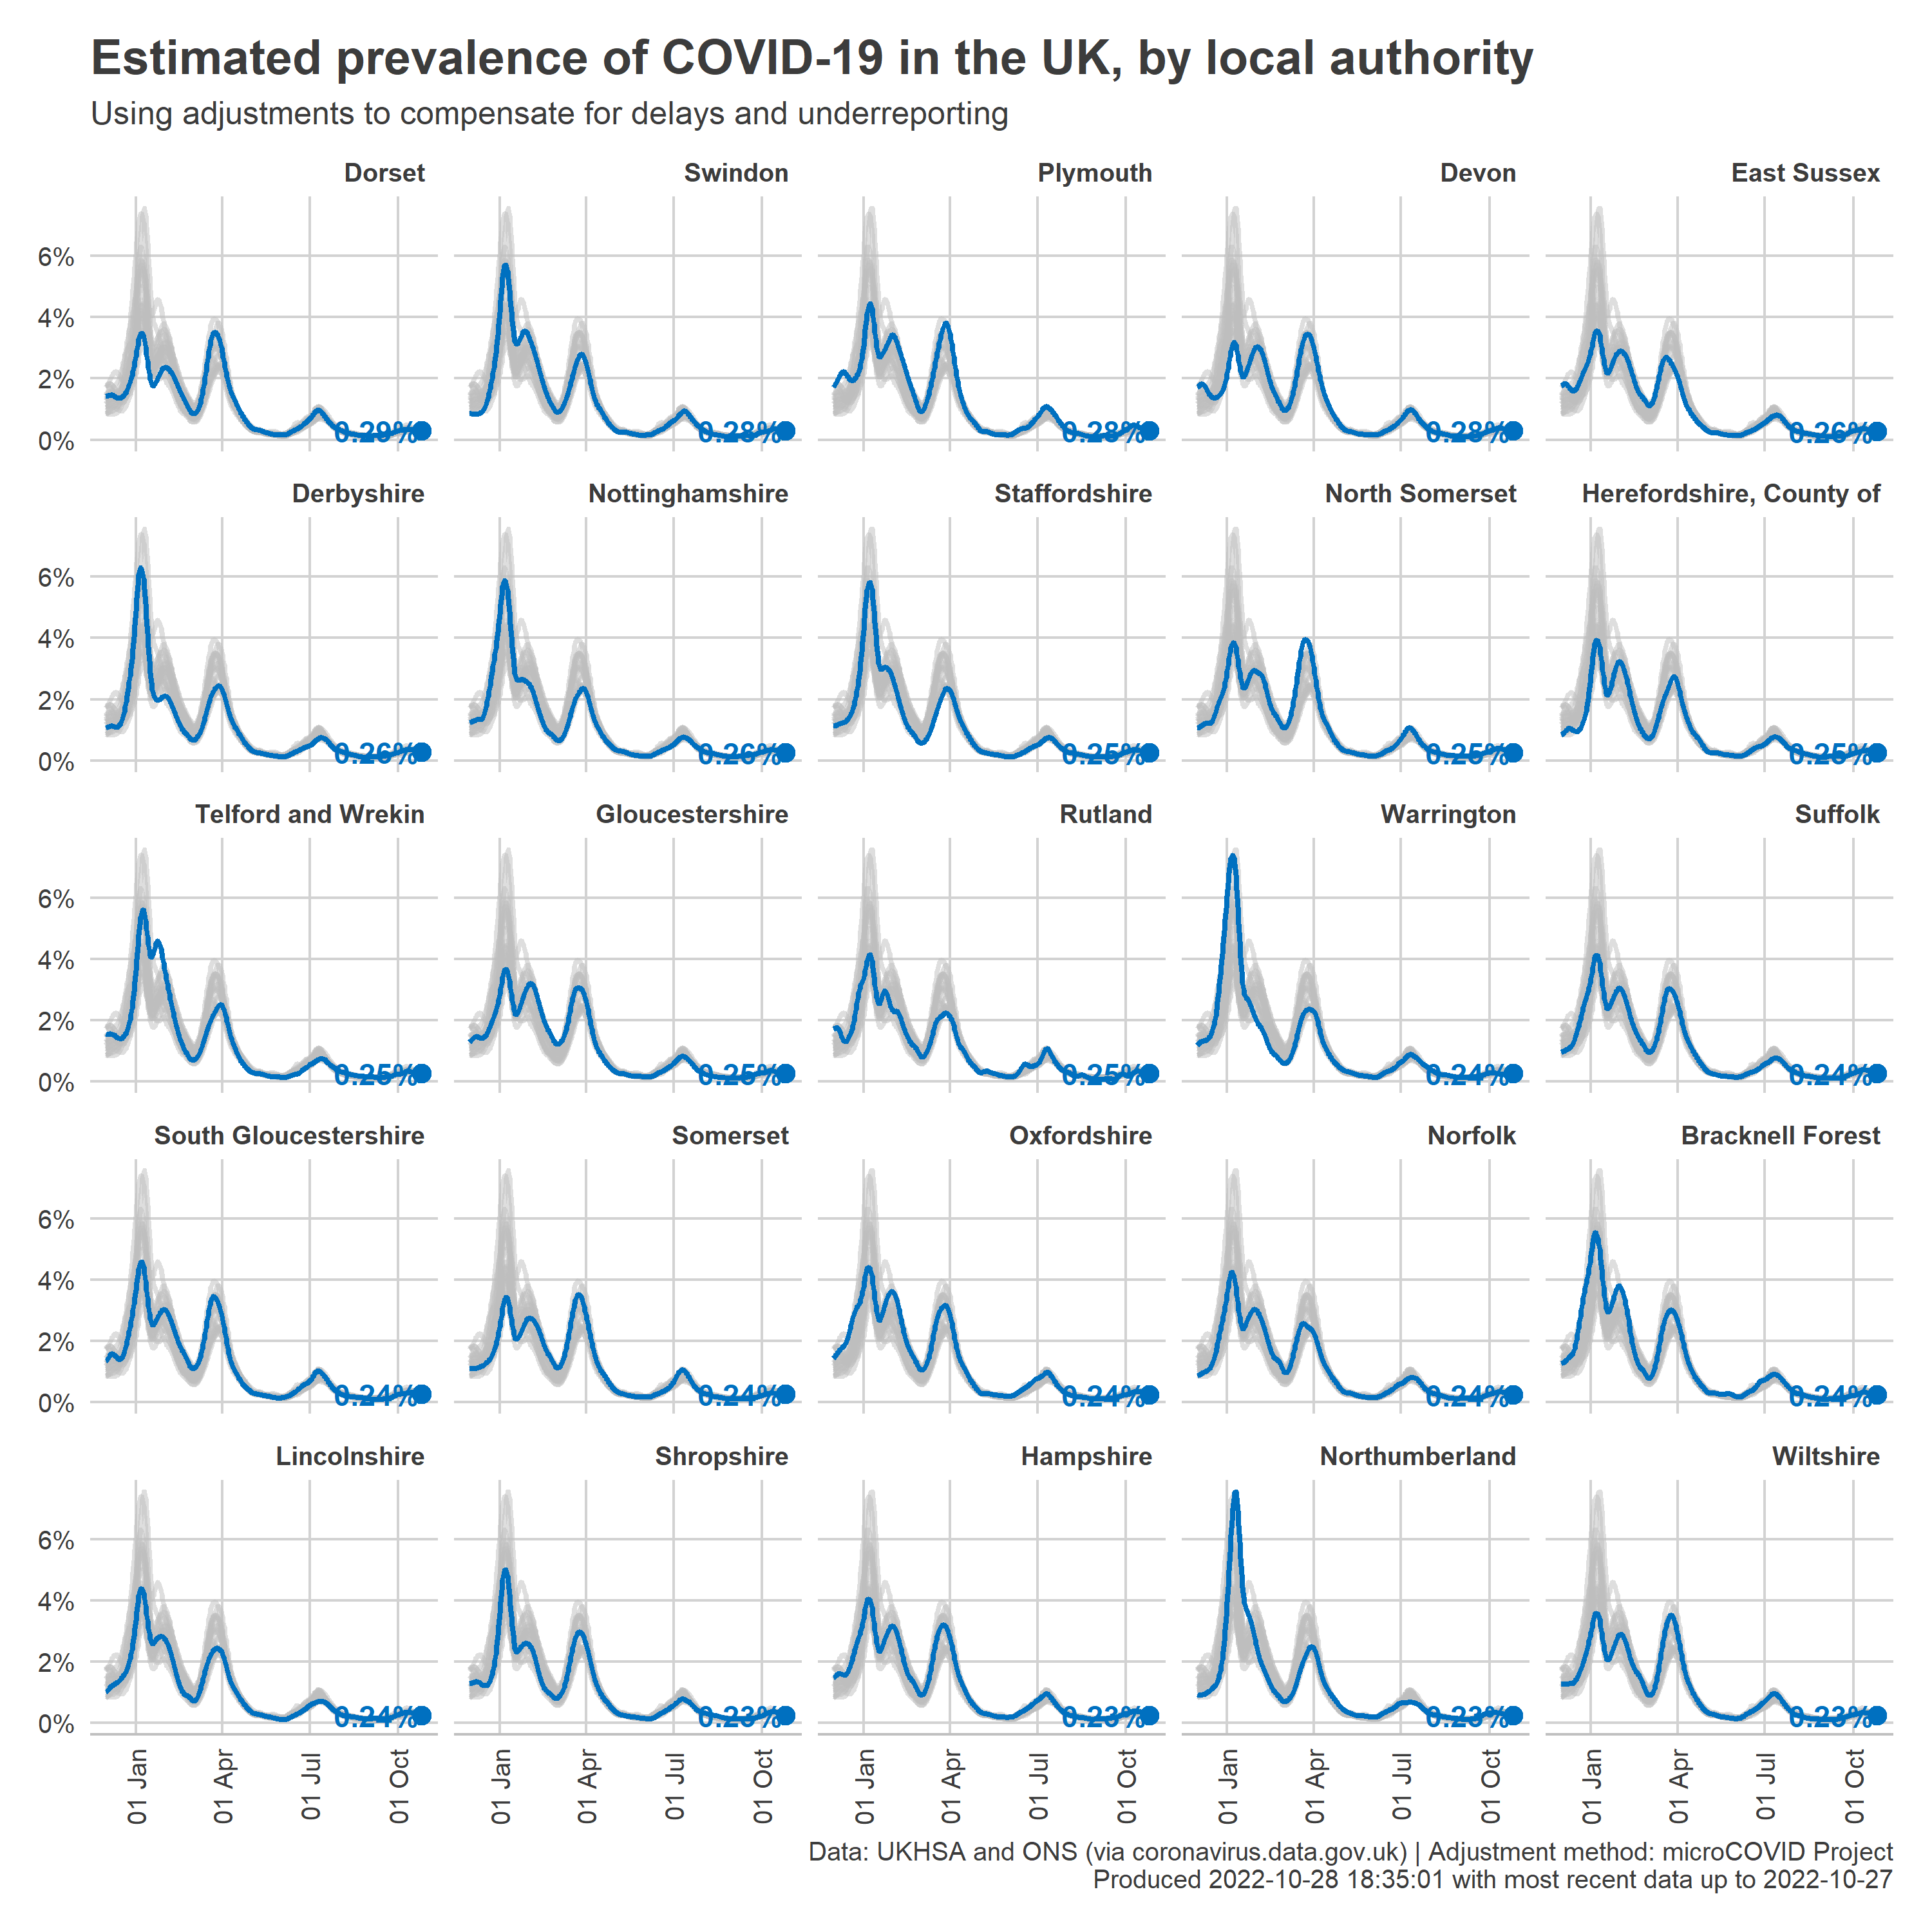 Estimated prevalence of COVID-19 in the UK, by local authority
Using adjustments to compensate for delays and underreporting
Dorset Swindon Plymouth Devon East Sussex
6%
4%
2%
0%
0.29% 0.28% 0.28% 0.28% 0.26%
Derbyshire Nottinghamshire Staffordshire North Somerset Herefordshire, County of
6%
4%
2%
0%
0.26% 0.26% 0.25% 0.25% 0.25%
Telford and Wrekin Gloucestershire Rutland Warrington Suffolk
6%
4%
2%
0%
0.25% 0.25% 0.25% 0.24% 0.24%
South Gloucestershire Somerset Oxfordshire Norfolk Bracknell Forest
6%
4%
2%
0%
0.24% 0.24% 0.24% 0.24% 0.24%
Lincolnshire Shropshire Hampshire Northumberland Wiltshire
6%
4%
2%
0%
0.24% 0.23% 0.23% 0.23% 0.23%
01 Jan 01 Apr 01 Jul 01 Oct 01 Jan 01 Apr 01 Jul 01 Oct 01 Jan 01 Apr 01 Jul 01 Oct 01 Jan 01 Apr 01 Jul 01 Oct 01 Jan 01 Apr 01 Jul 01 Oct
Data: UKHSA and ONS (via coronavirus.data.gov.uk) | Adjustment method: microCOVID Project
Produced 2022-10-28 18:35:01 with most recent data up to 2022-10-27